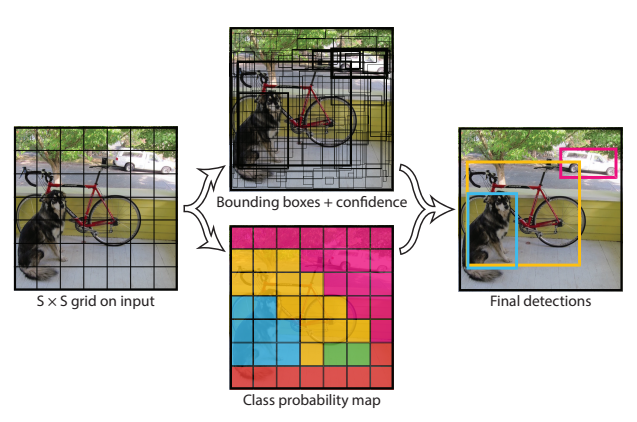 S × S grid on input
Bounding boxes + confidence
Class probability map
Final detections